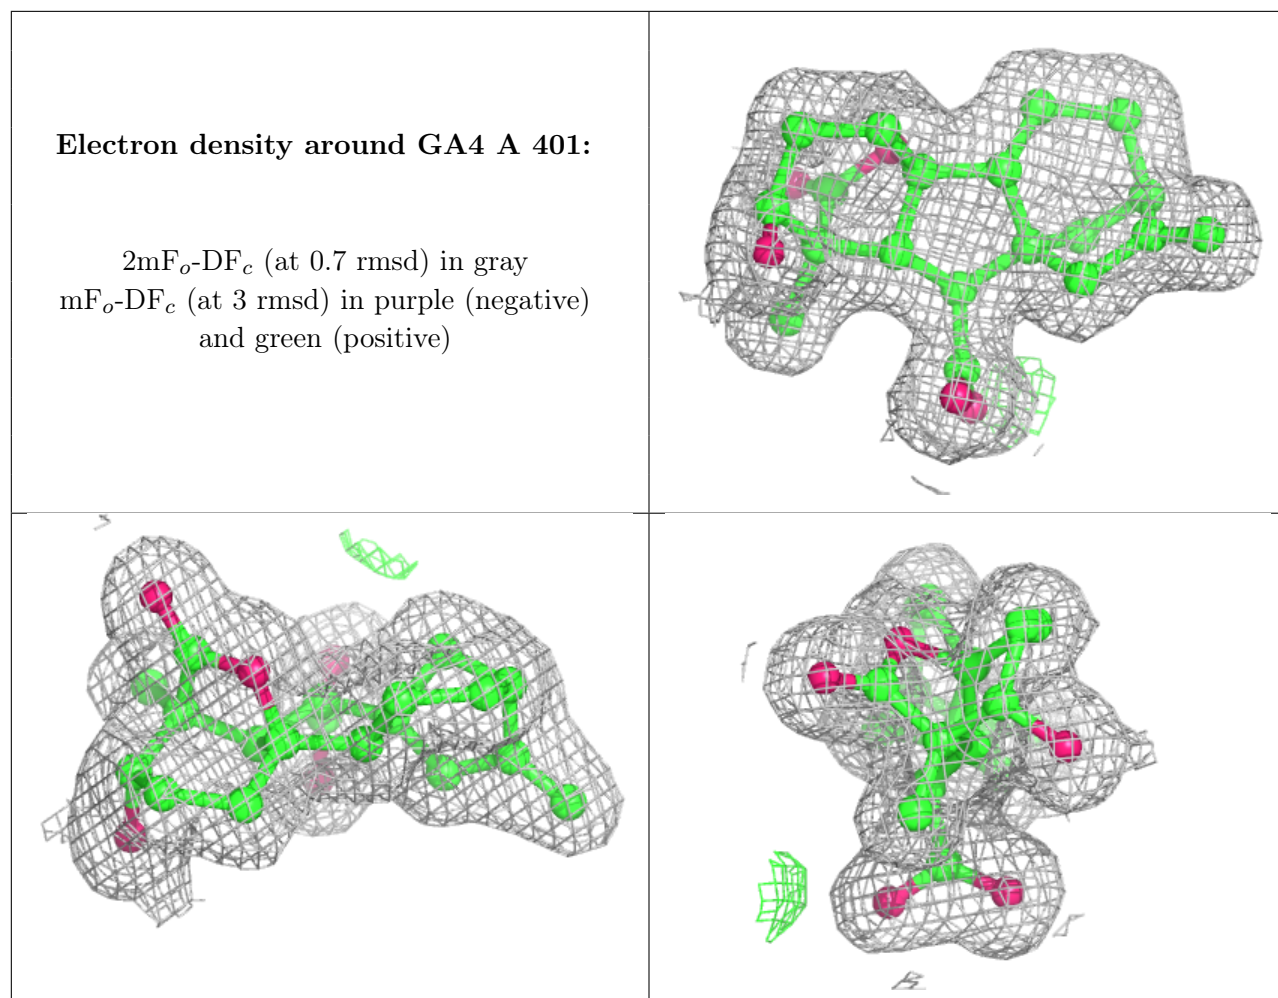 Electron density around GA4 A 401:
2mFo-DFc (at 0.7 rmsd) in gray
mFo-DFc (at 3 rmsd) in purple (negative)
and green (positive)